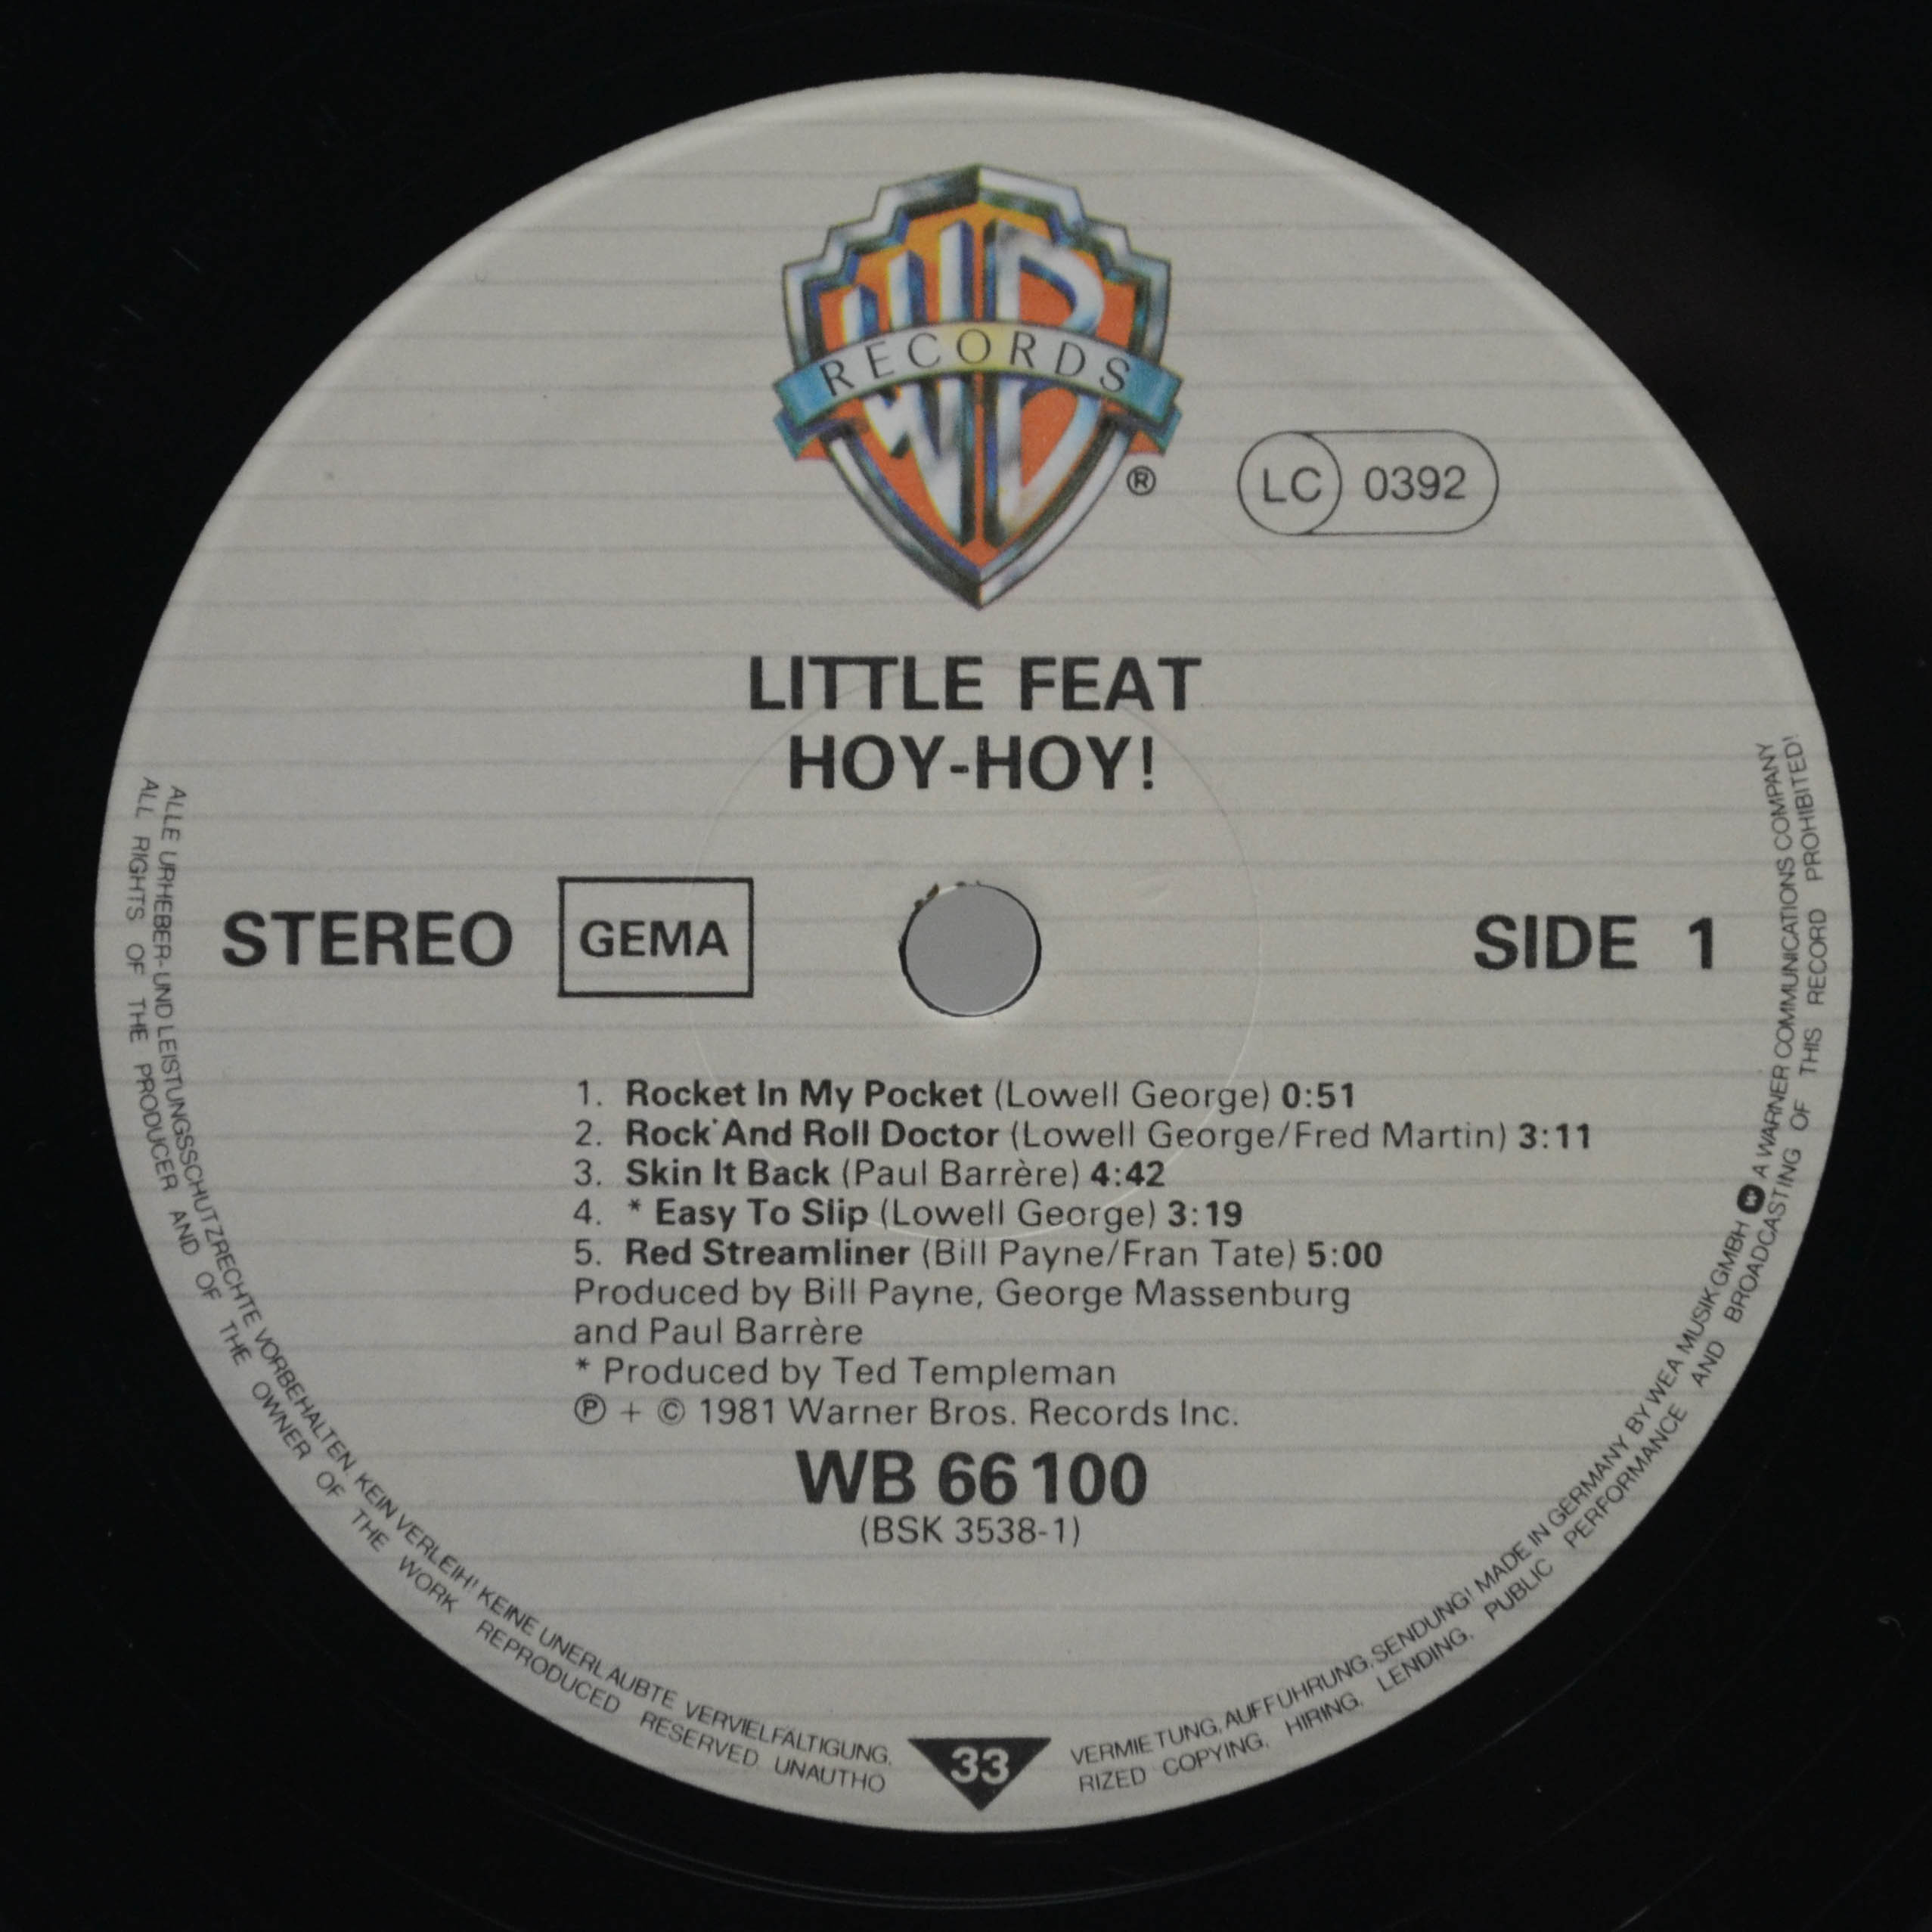 WB
RECORDS
®
LC 0392
LITTLE FEAT
HOY-HOY!
STEREO GEMA SIDE 1
1. Rocket In My Pocket (Lowell George) 0:51
2. Rock And Roll Doctor (Lowell George/Fred Martin) 3:11
3. Skin It Back (Paul Barrère) 4:42
4. * Easy To Slip (Lowell George) 3:19
5. Red Streamliner (Bill Payne/Fran Tate) 5:00
Produced by Bill Payne, George Massenburg
and Paul Barrère
* Produced by Ted Templeman
℗ + © 1981 Warner Bros. Records Inc.
WB 66 100
(BSK 3538-1)
33
ALLE URHEBER- UND LEISTUNGSSCHUTZRECHTE VORBEHALTEN. KEIN VERLEIH! KEINE UNERLAUBTE VERVIELFÄLTIGUNG, VERMIETUNG, AUFFÜHRUNG, SENDUNG! MADE IN GERMANY BY WEA MUSIK GMBH W A WARNER COMMUNICATIONS COMPANY
ALL RIGHTS OF THE PRODUCER AND OF THE OWNER OF THE WORK REPRODUCED RESERVED UNAUTHORIZED COPYING, HIRING, LENDING, PUBLIC PERFORMANCE AND BROADCASTING OF THIS RECORD PROHIBITED!